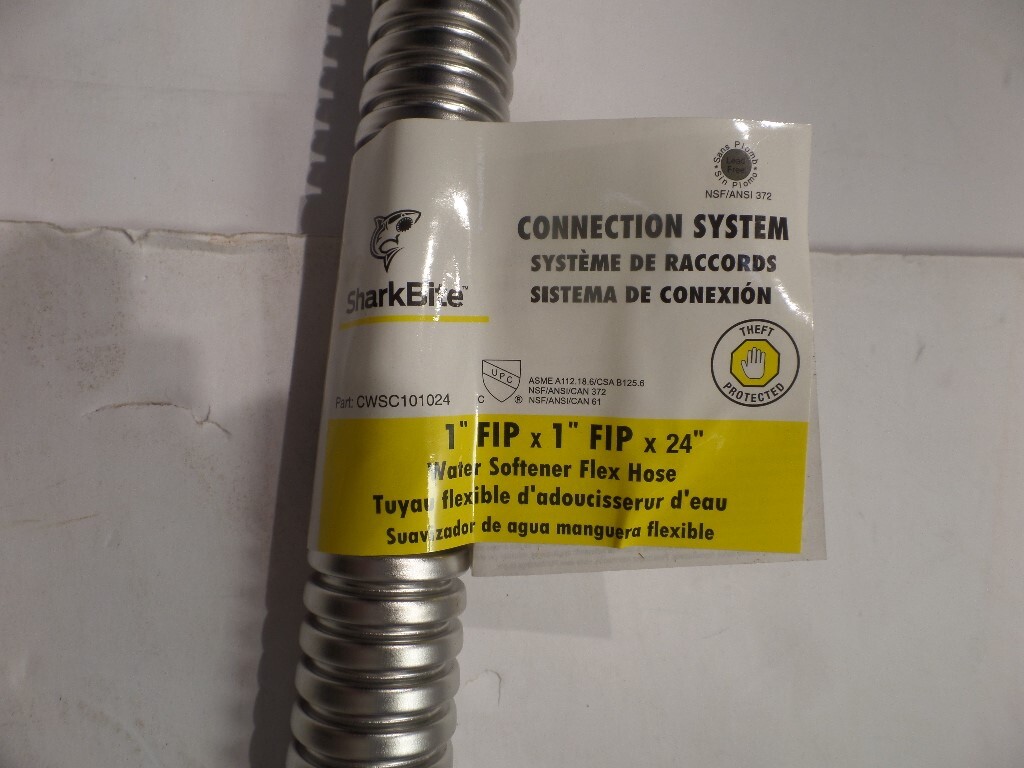 Sans Plomb
Lead
Free
Sin Plomo
NSF/ANSI 372
CONNECTION SYSTEM
SYSTÈME DE RACCORDS
SISTEMA DE CONEXIÓN
SharkBite™
THEFT
PROTECTED
UPC
C ®
ASME A112.18.6/CSA B125.6
NSF/ANSI/CAN 372
NSF/ANSI/CAN 61
Part: CWSC101024
1" FIP x 1" FIP x 24"
Water Softener Flex Hose
Tuyau flexible d'adoucisserur d'eau
Suavizador de agua manguera flexible